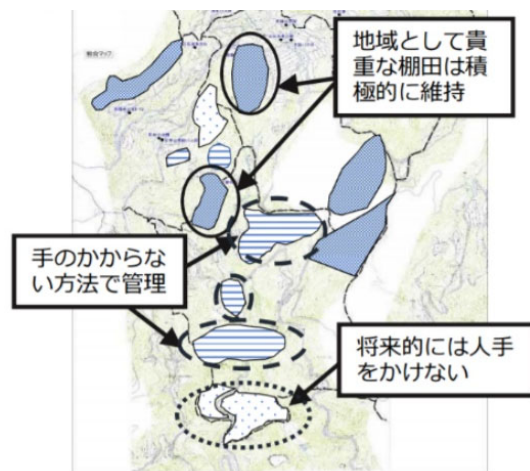 地域として貴
重な棚田は積
極的に維持
手のかからな
い方法で管理
将来的には人手
をかけない